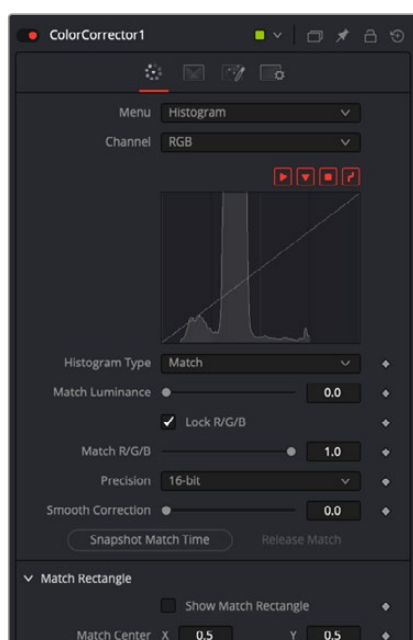 ColorCorrector1
Menu Histogram
Channel RGB
Histogram Type Match
Match Luminance 0.0
Lock R/G/B
Match R/G/B 1.0
Precision 16-bit
Smooth Correction 0.0
Snapshot Match Time Release Match
Match Rectangle
Show Match Rectangle
Match Center X 0.5 Y 0.5